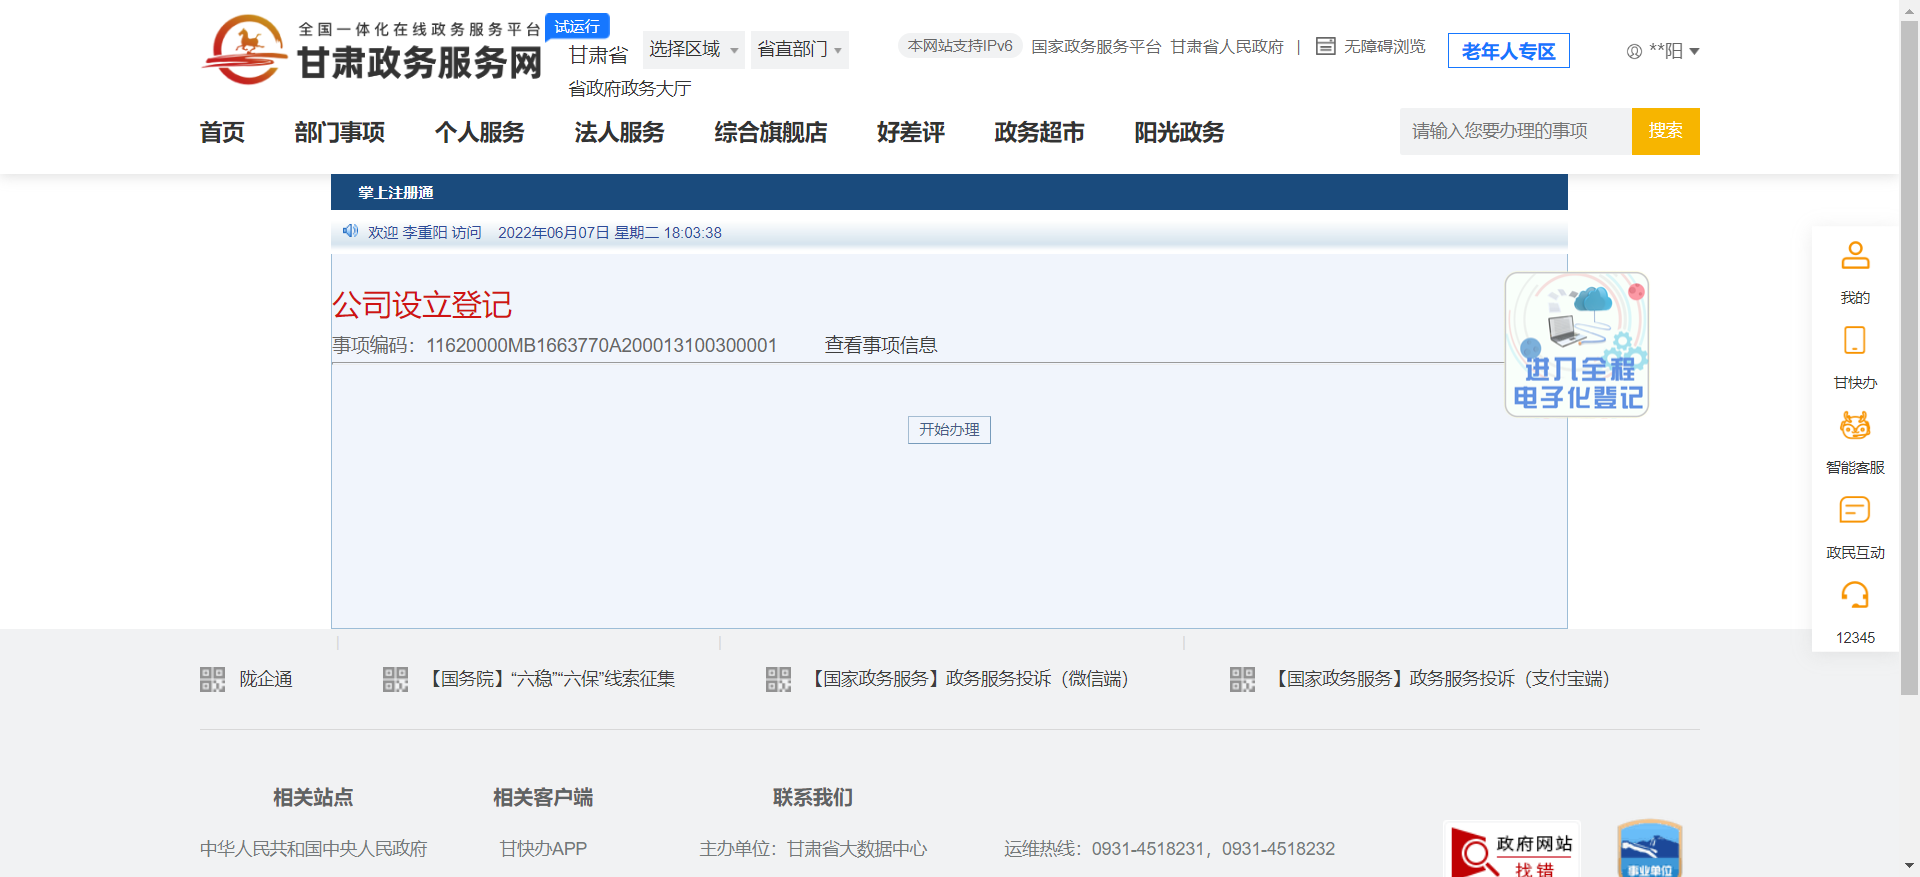 全国一体化在线政务服务平台
甘肃政务服务网
试运行
甘肃省
选择区域
省直部门
省政府政务大厅
本网站支持IPv6
国家政务服务平台
甘肃省人民政府
|
无障碍浏览
老年人专区
**阳
首页
部门事项
个人服务
法人服务
综合旗舰店
好差评
政务超市
阳光政务
请输入您要办理的事项
搜索
掌上注册通
欢迎 李重阳 访问 2022年06月07日 星期二 18:03:38
公司设立登记
事项编码：11620000MB1663770A200013100300001
查看事项信息
进入全程
电子化登记
开始办理
我的
甘快办
智能客服
政民互动
12345
陇企通
【国务院】“六稳”“六保”线索征集
【国家政务服务】政务服务投诉（微信端）
【国家政务服务】政务服务投诉（支付宝端）
相关站点
相关客户端
联系我们
中华人民共和国中央人民政府
甘快办APP
主办单位：甘肃省大数据中心
运维热线：0931-4518231，0931-4518232
政府网站
找错
事业单位